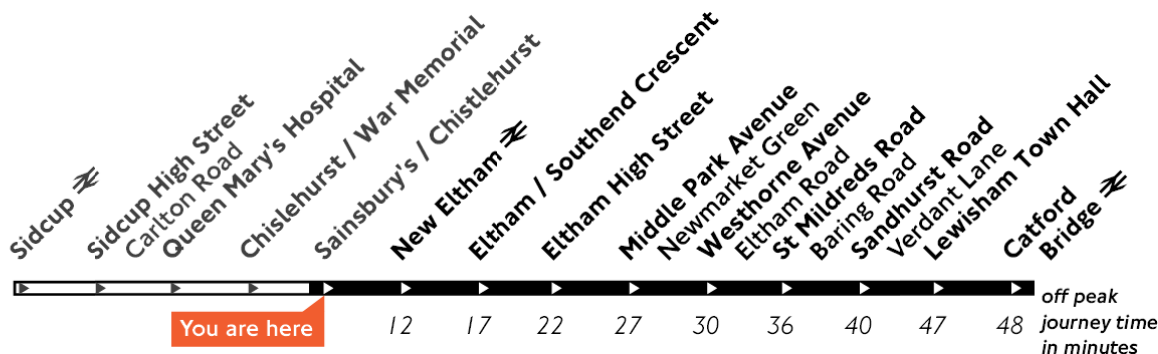 Sidcup
Sidcup High Street
Carlton Road
Queen Mary's Hospital
Chislehurst / War Memorial
Sainsbury's / Chistlehurst
New Eltham
Eltham / Southend Crescent
Eltham High Street
Middle Park Avenue
Newmarket Green
Westhorne Avenue
Eltham Road
St Mildreds Road
Baring Road
Sandhurst Road
Verdant Lane
Lewisham Town Hall
Catford
Bridge
You are here
12 17 22 27 30 36 40 47 48
off peak
journey time
in minutes